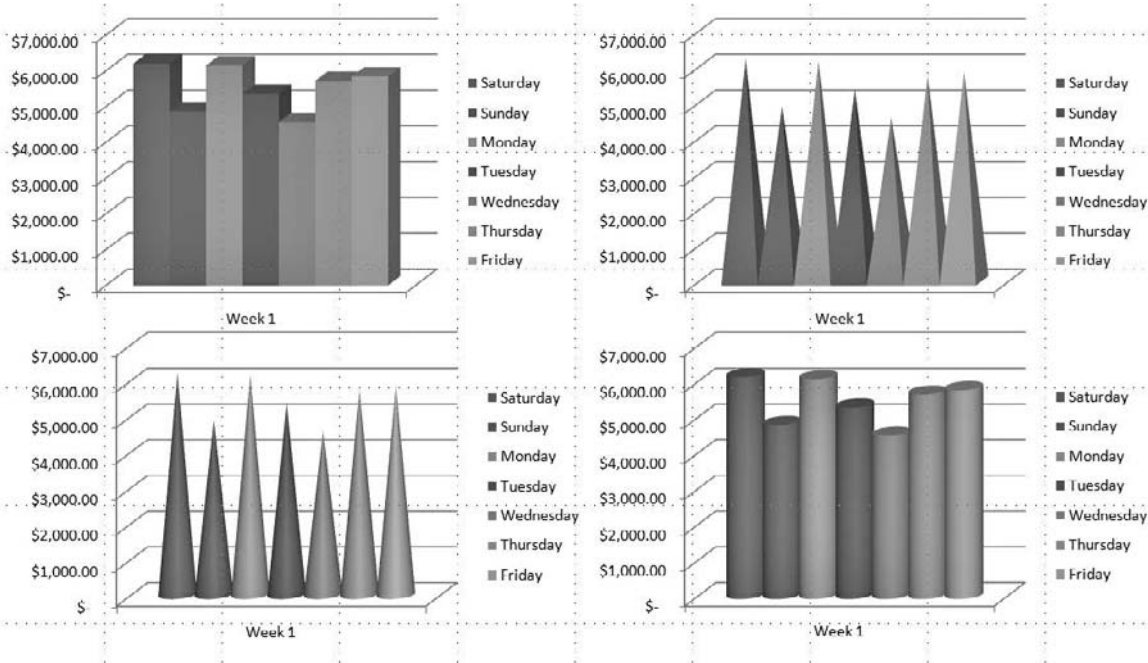 $7,000.00
$6,000.00
$5,000.00
$4,000.00
$3,000.00
$2,000.00
$1,000.00
$-
Week 1
Saturday
Sunday
Monday
Tuesday
Wednesday
Thursday
Friday
$7,000.00
$6,000.00
$5,000.00
$4,000.00
$3,000.00
$2,000.00
$1,000.00
$-
Week 1
Saturday
Sunday
Monday
Tuesday
Wednesday
Thursday
Friday
$7,000.00
$6,000.00
$5,000.00
$4,000.00
$3,000.00
$2,000.00
$1,000.00
$-
Week 1
Saturday
Sunday
Monday
Tuesday
Wednesday
Thursday
Friday
$7,000.00
$6,000.00
$5,000.00
$4,000.00
$3,000.00
$2,000.00
$1,000.00
$-
Week 1
Saturday
Sunday
Monday
Tuesday
Wednesday
Thursday
Friday